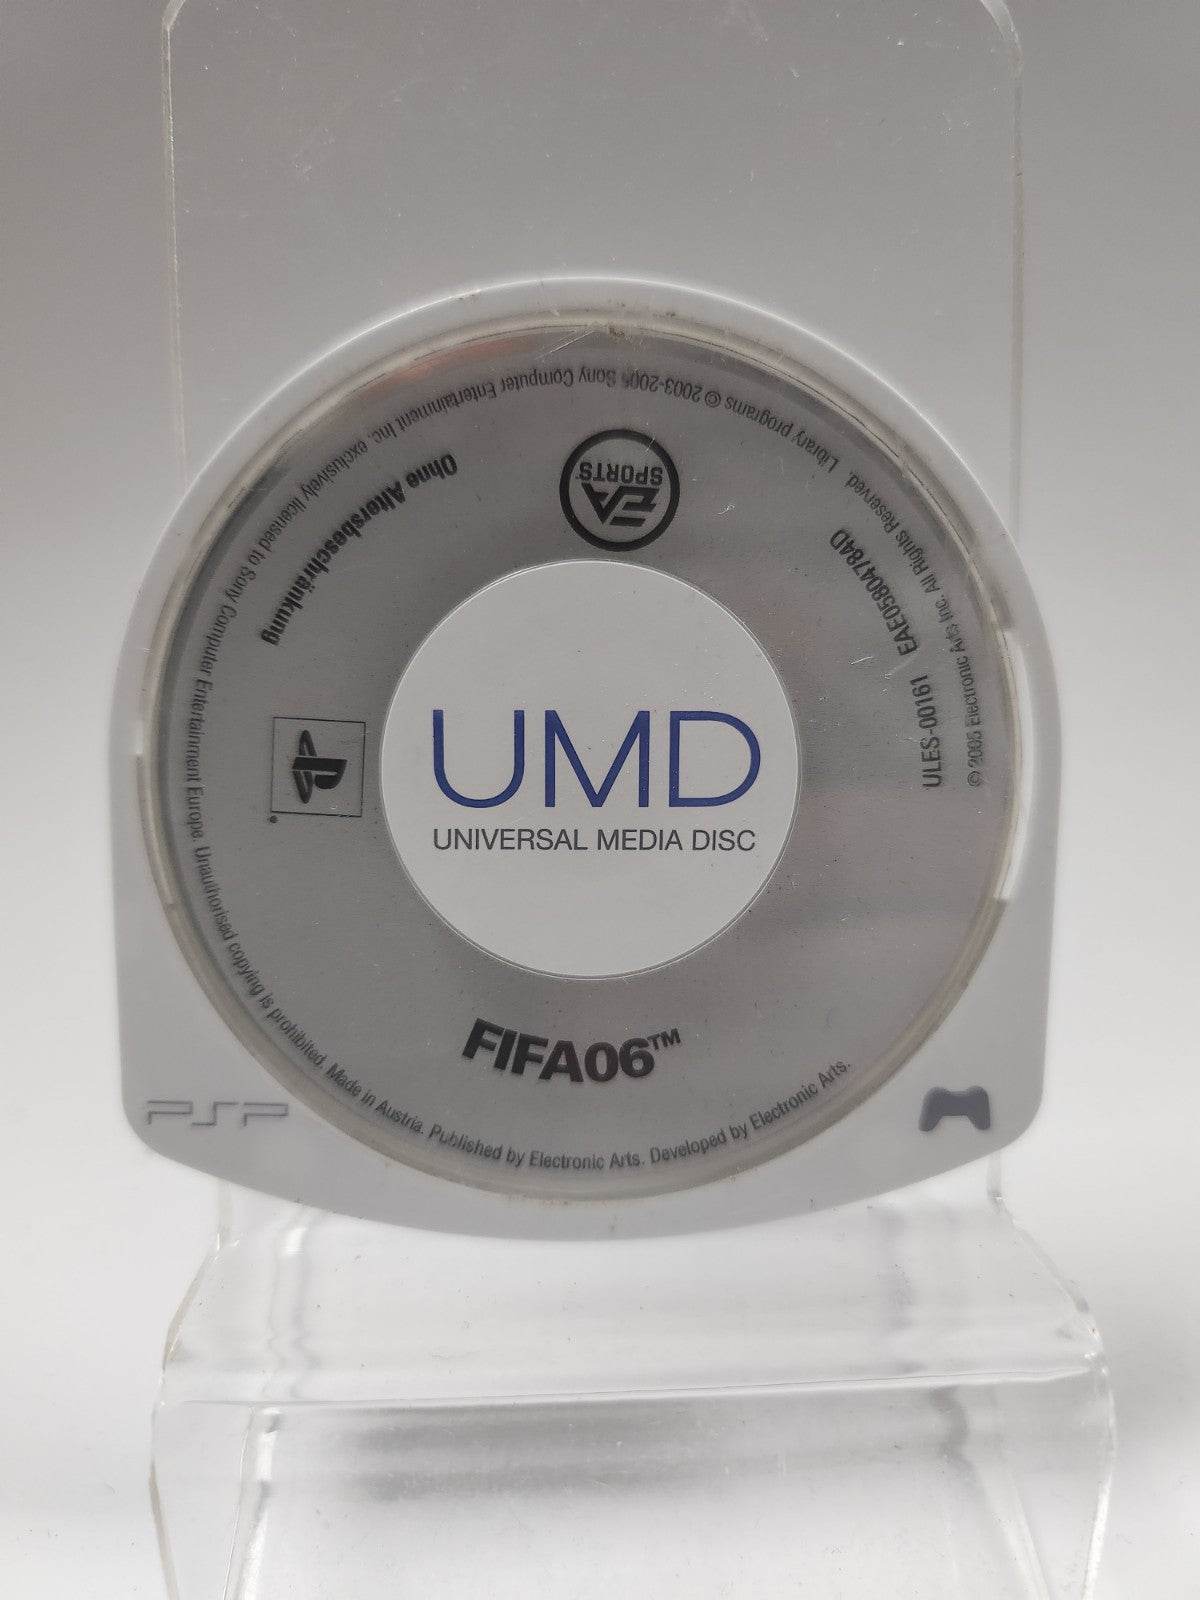 UMD
UNIVERSAL MEDIA DISC
FIFA06™
EA
SPORTS™
Ohne Altersbeschränkung
ULES-00161 EAE05804784D
© 2005 Electronic Arts Inc. All Rights Reserved. Library programs © 2003-2005 Sony Computer Entertainment Inc. exclusively licensed to Sony Computer Entertainment Europe. Unauthorised copying is prohibited. Made in Austria. Published by Electronic Arts. Developed by Electronic Arts.
®
PSP